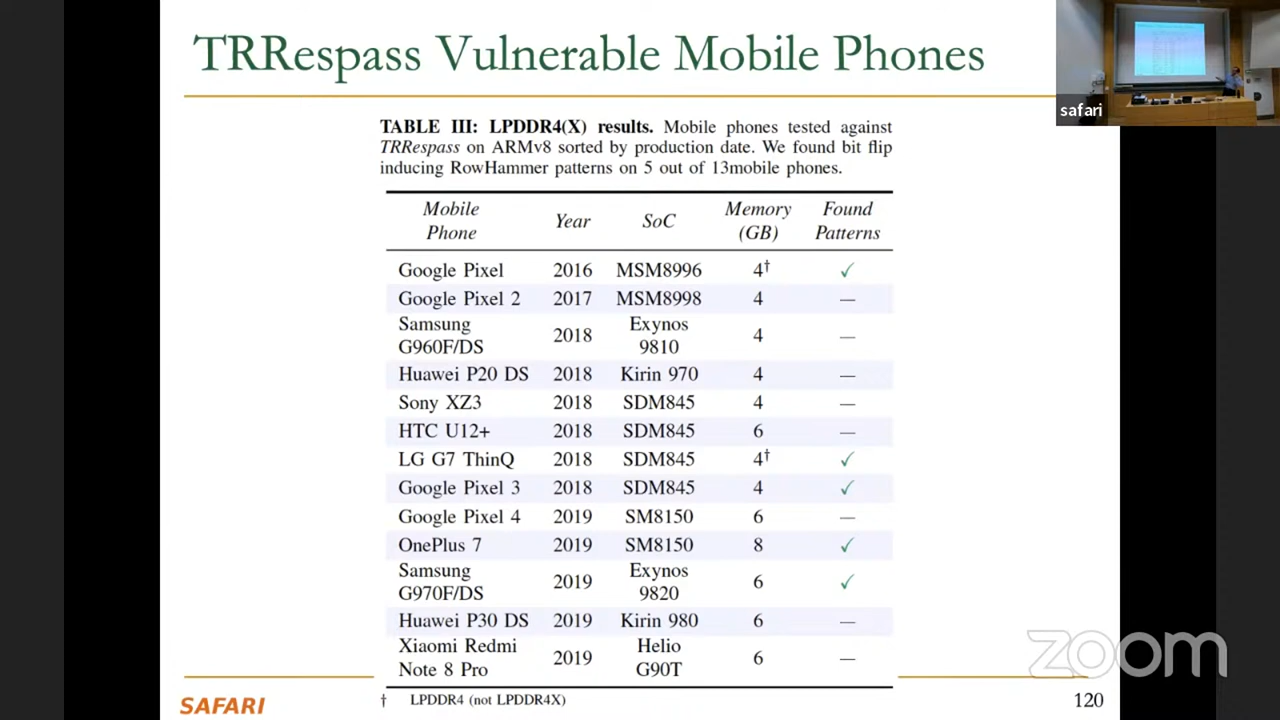 TRRespass Vulnerable Mobile Phones
safari
TABLE III: LPDDR4(X) results. Mobile phones tested against
TRRespass on ARMv8 sorted by production date. We found bit flip
inducing RowHammer patterns on 5 out of 13mobile phones.
Mobile Phone Year SoC Memory (GB) Found Patterns
Google Pixel 2016 MSM8996 4† ✓
Google Pixel 2 2017 MSM8998 4 —
Samsung G960F/DS 2018 Exynos 9810 4 —
Huawei P20 DS 2018 Kirin 970 4 —
Sony XZ3 2018 SDM845 4 —
HTC U12+ 2018 SDM845 6 —
LG G7 ThinQ 2018 SDM845 4† ✓
Google Pixel 3 2018 SDM845 4 ✓
Google Pixel 4 2019 SM8150 6 —
OnePlus 7 2019 SM8150 8 ✓
Samsung G970F/DS 2019 Exynos 9820 6 ✓
Huawei P30 DS 2019 Kirin 980 6 —
Xiaomi Redmi Note 8 Pro 2019 Helio G90T 6 —
† LPDDR4 (not LPDDR4X)
zoom
SAFARI
120